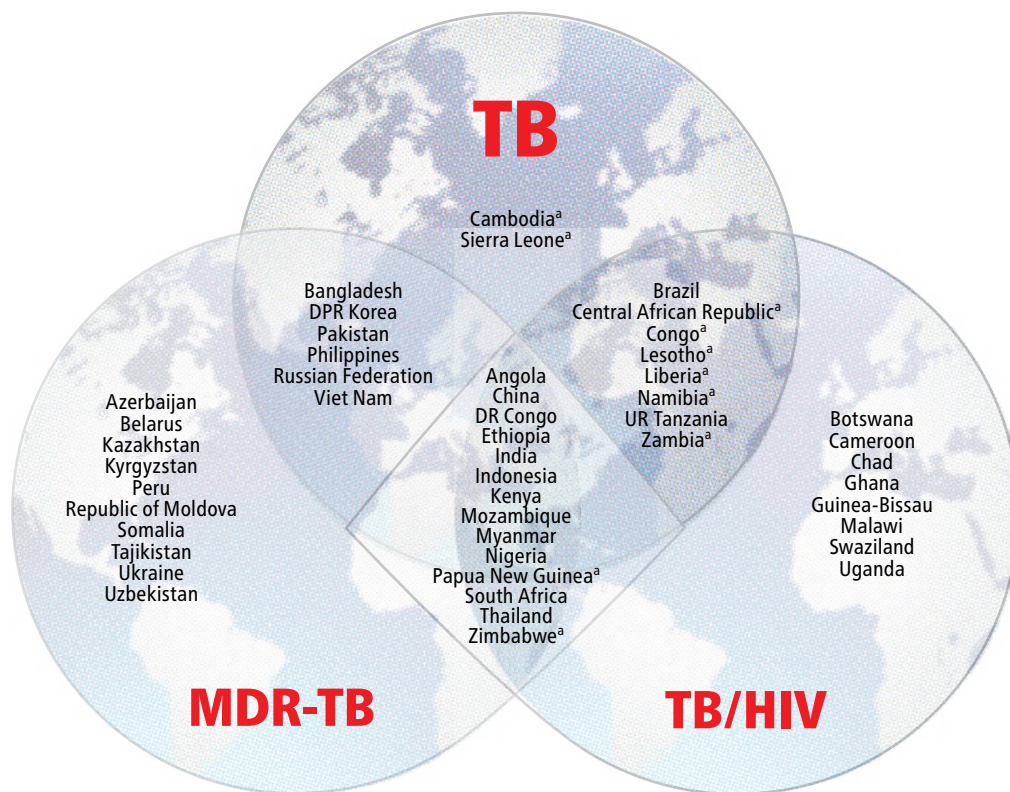 TB
Cambodiaᵃ
Sierra Leoneᵃ
Bangladesh
DPR Korea
Pakistan
Philippines
Russian Federation
Viet Nam
Brazil
Central African Republicᵃ
Congoᵃ
Lesothoᵃ
Liberiaᵃ
Namibiaᵃ
UR Tanzania
Zambiaᵃ
Angola
China
DR Congo
Ethiopia
India
Indonesia
Kenya
Mozambique
Myanmar
Nigeria
Papua New Guineaᵃ
South Africa
Thailand
Zimbabweᵃ
Azerbaijan
Belarus
Kazakhstan
Kyrgyzstan
Peru
Republic of Moldova
Somalia
Tajikistan
Ukraine
Uzbekistan
Botswana
Cameroon
Chad
Ghana
Guinea-Bissau
Malawi
Swaziland
Uganda
MDR-TB
TB/HIV